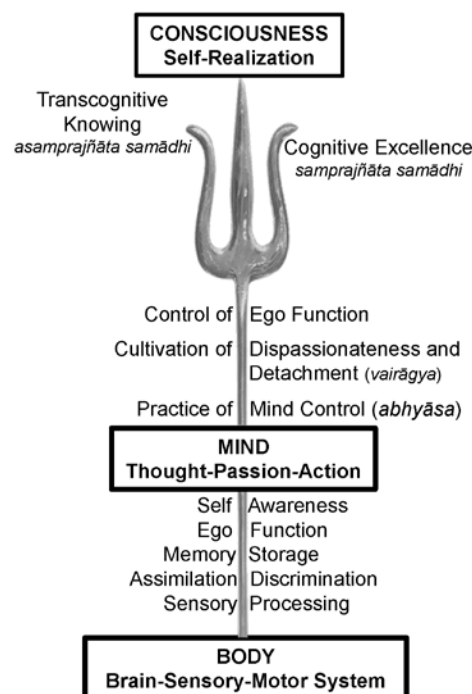 CONSCIOUSNESS
Self-Realization
Transcognitive
Knowing
asamprajñāta samādhi
Cognitive Excellence
samprajñāta samādhi
Control of Ego Function
Cultivation of Dispassionateness and
Detachment (vairāgya)
Practice of Mind Control (abhyāsa)
MIND
Thought-Passion-Action
Self Awareness
Ego Function
Memory Storage
Assimilation Discrimination
Sensory Processing
BODY
Brain-Sensory-Motor System